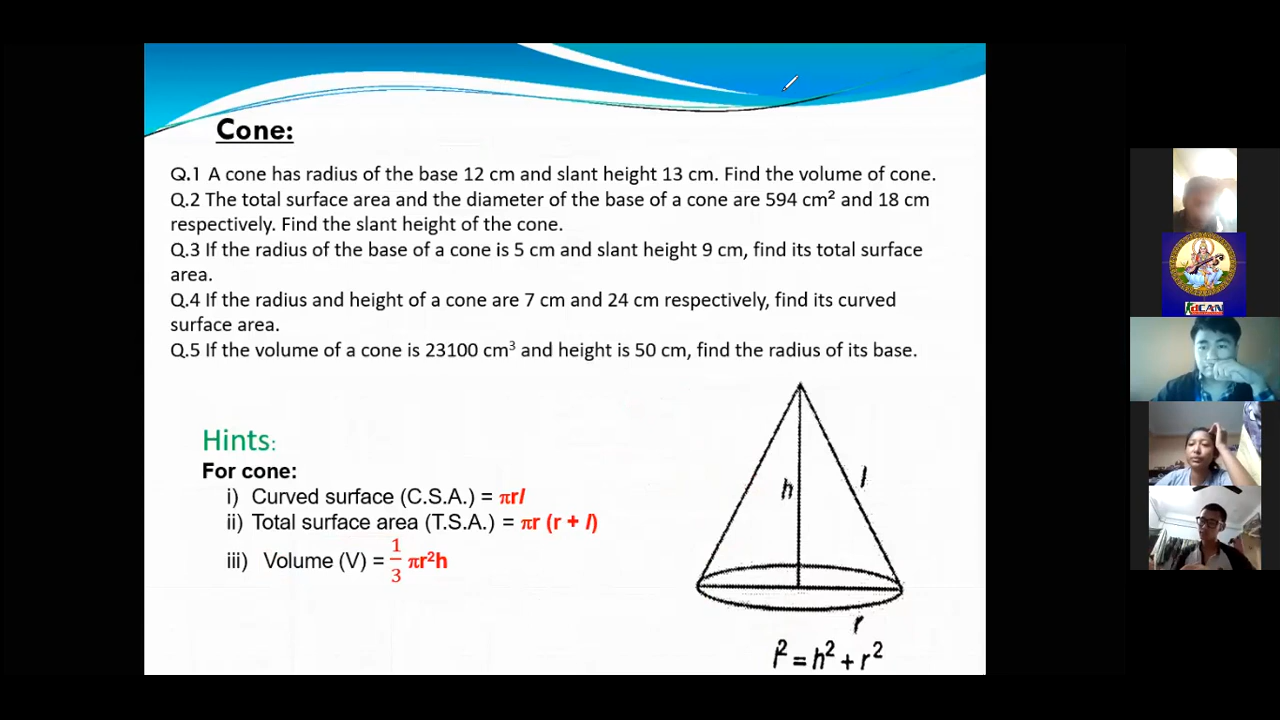 Cone:
Q.1 A cone has radius of the base 12 cm and slant height 13 cm. Find the volume of cone.
Q.2 The total surface area and the diameter of the base of a cone are 594 cm² and 18 cm
respectively. Find the slant height of the cone.
Q.3 If the radius of the base of a cone is 5 cm and slant height 9 cm, find its total surface
area.
Q.4 If the radius and height of a cone are 7 cm and 24 cm respectively, find its curved
surface area.
Q.5 If the volume of a cone is 23100 cm³ and height is 50 cm, find the radius of its base.
Hints:
For cone:
i) Curved surface (C.S.A.) = πrl
ii) Total surface area (T.S.A.) = πr (r + l)
iii) Volume (V) = 1/3 πr²h
h
l
r
l² = h² + r²
dCAN